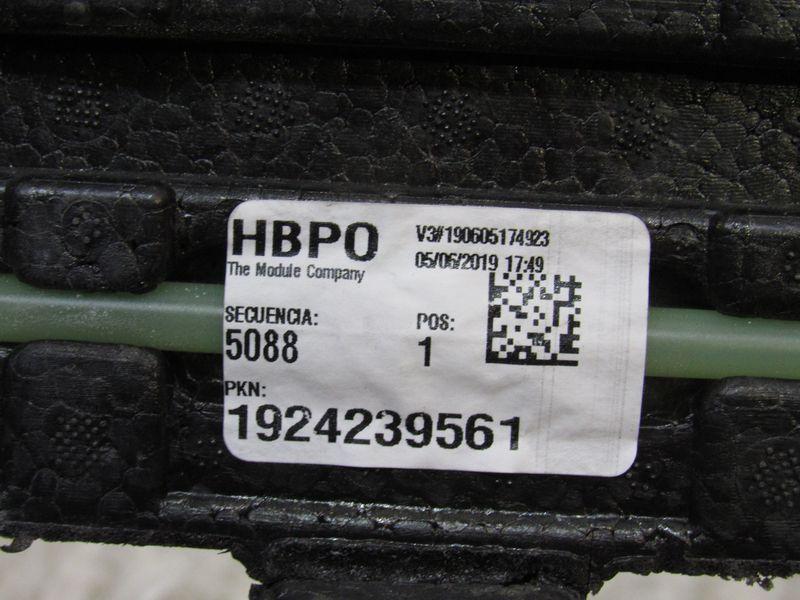 HBPO
The Module Company
V3#190605174923
05/06/2019 17:49
SECUENCIA:
5088
POS:
1
PKN:
1924239561